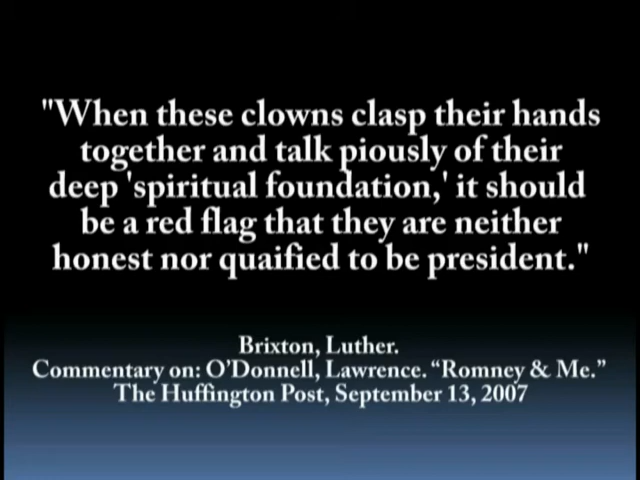 "When these clowns clasp their hands
together and talk piously of their
deep 'spiritual foundation,' it should
be a red flag that they are neither
honest nor quaified to be president."
Brixton, Luther.
Commentary on: O’Donnell, Lawrence. “Romney & Me.”
The Huffington Post, September 13, 2007